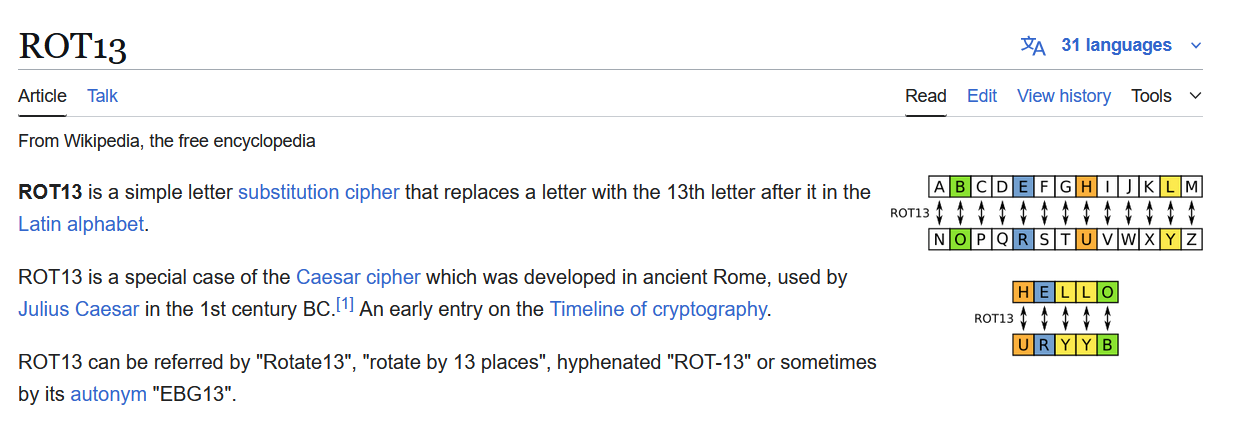 ROT13
31 languages
Article Talk
Read Edit View history Tools
From Wikipedia, the free encyclopedia
ROT13 is a simple letter substitution cipher that replaces a letter with the 13th letter after it in the
Latin alphabet.
ROT13 is a special case of the Caesar cipher which was developed in ancient Rome, used by
Julius Caesar in the 1st century BC.[1] An early entry on the Timeline of cryptography.
ROT13 can be referred by "Rotate13", "rotate by 13 places", hyphenated "ROT-13" or sometimes
by its autonym "EBG13".
A B C D E F G H I J K L M
ROT13
N O P Q R S T U V W X Y Z
H E L L O
ROT13
U R Y Y B